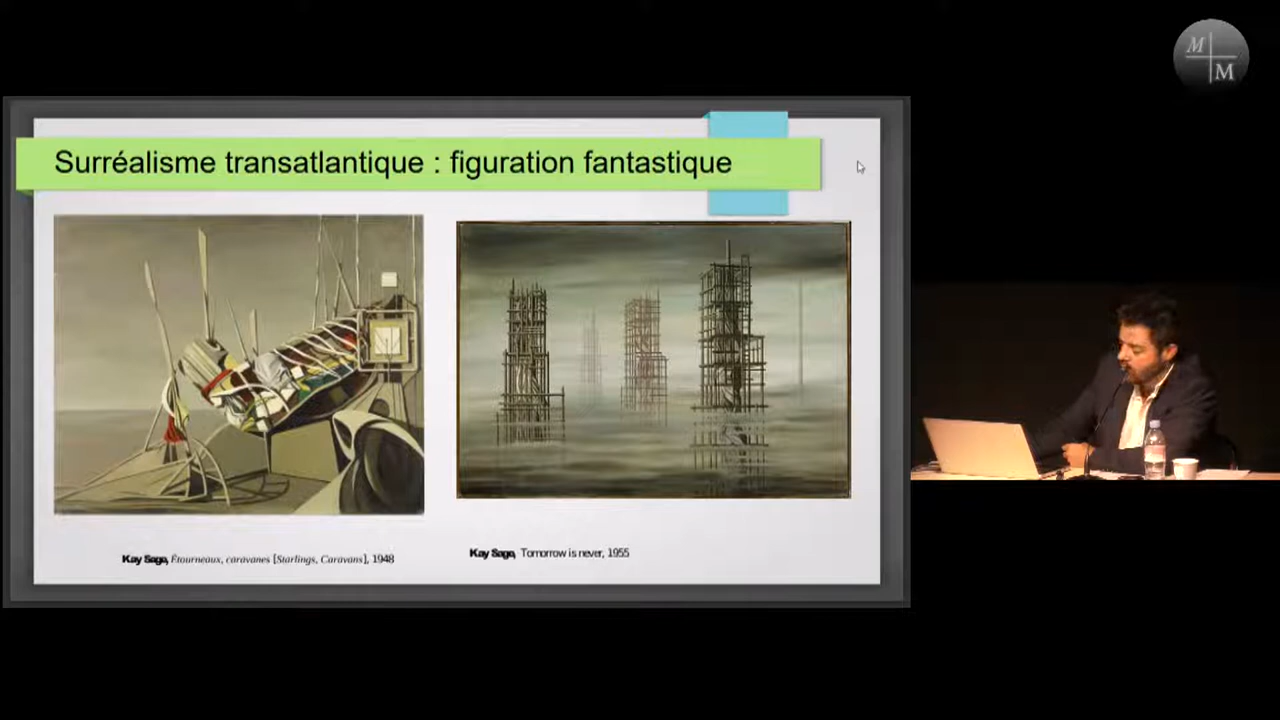 M
M
Surréalisme transatlantique : figuration fantastique
Kay Sage, Étourneaux, caravanes [Starlings, Caravans], 1948
Kay Sage, Tomorrow is never, 1955